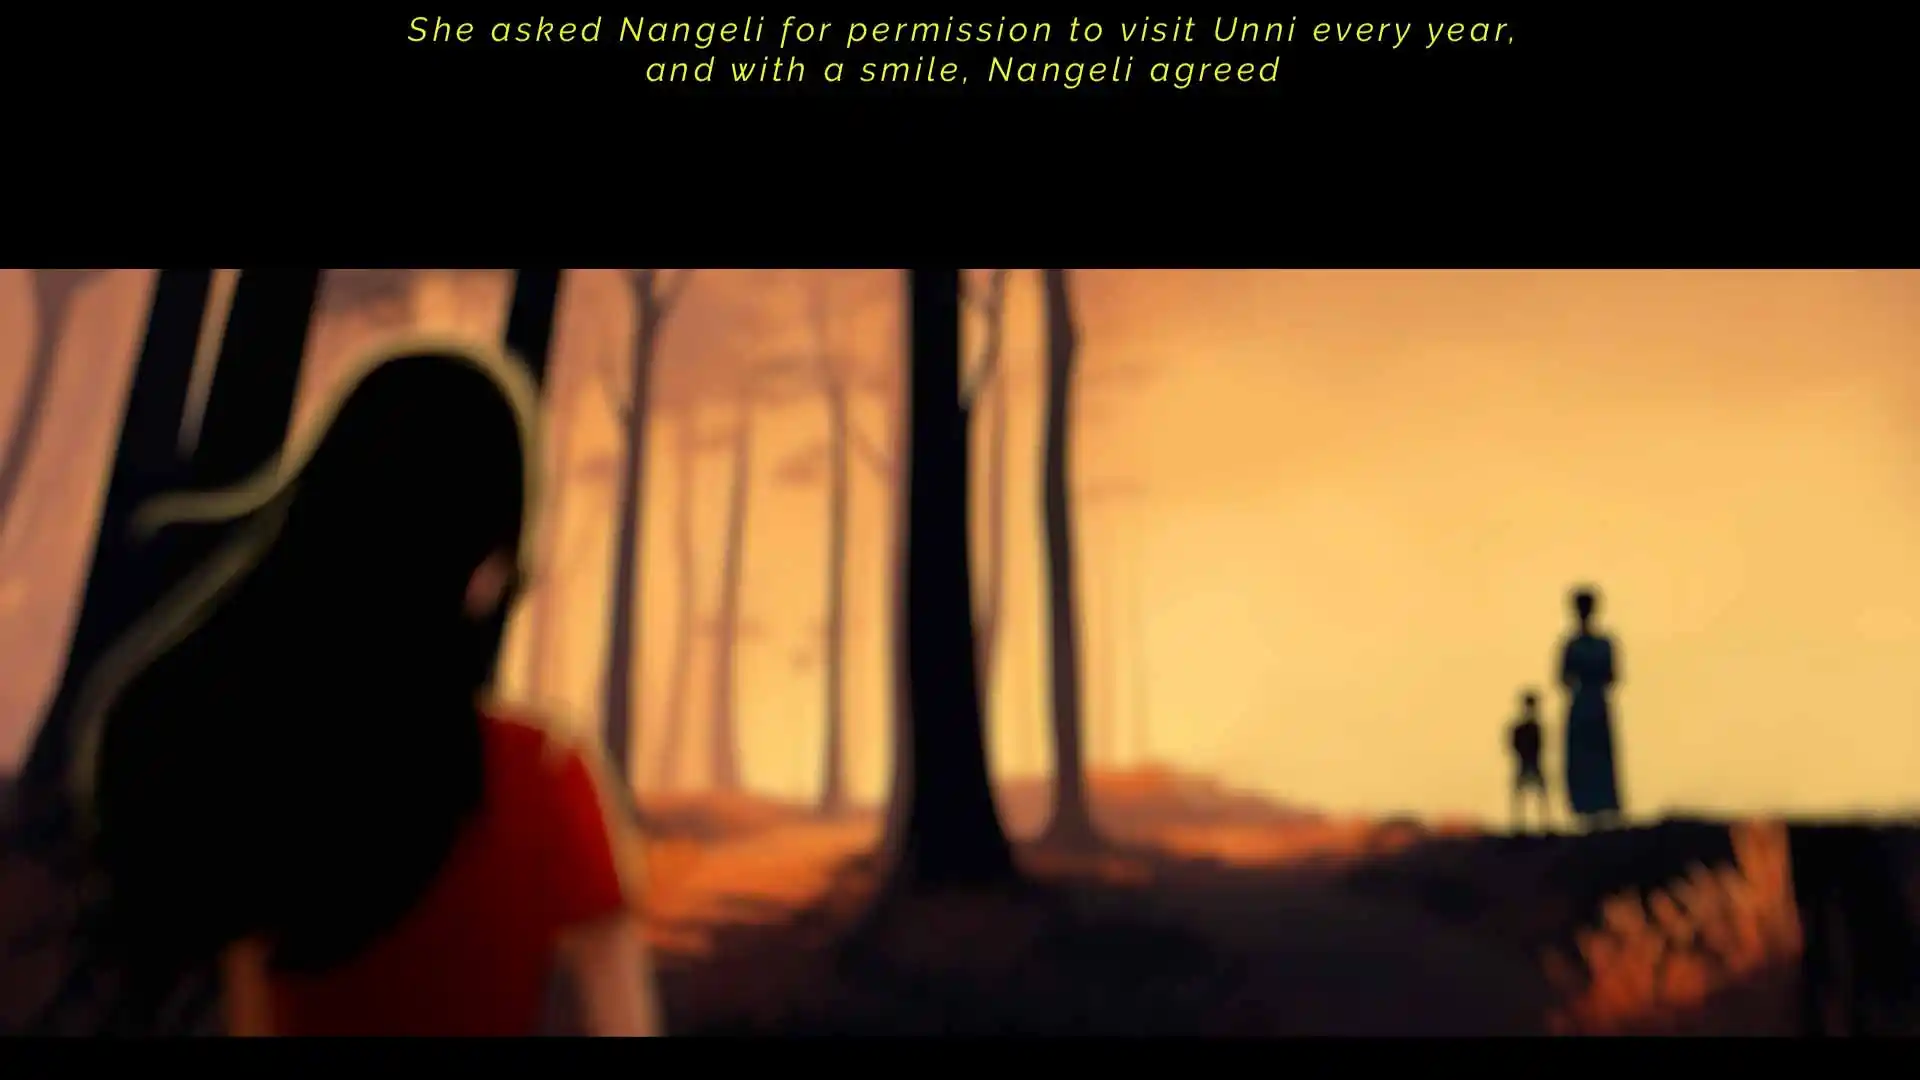 She asked Nangeli for permission to visit Unni every year,
and with a smile, Nangeli agreed